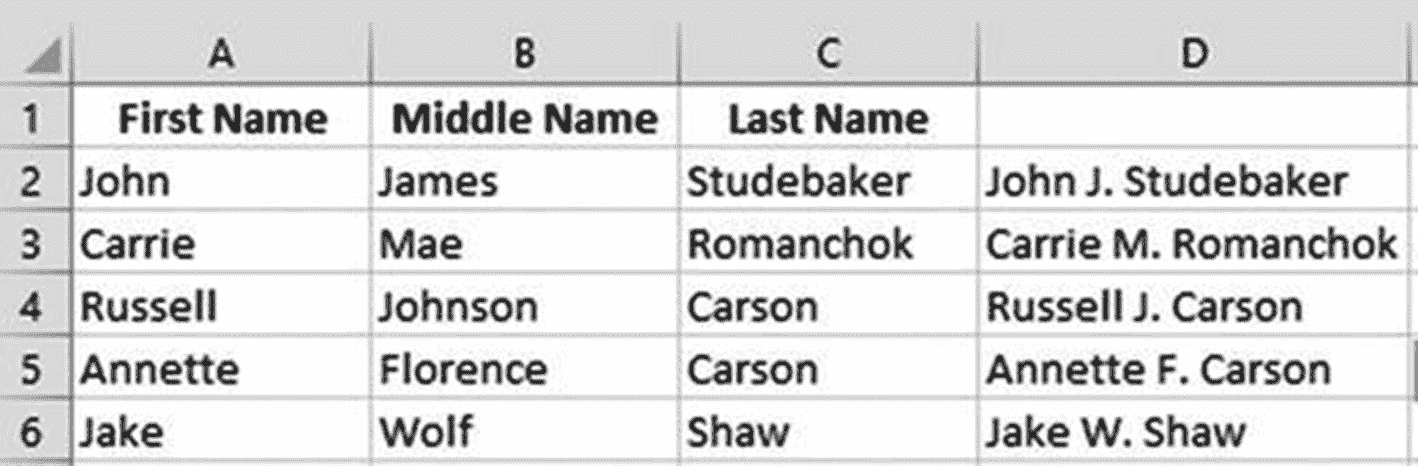 A B C D
1 First Name Middle Name Last Name
2 John James Studebaker John J. Studebaker
3 Carrie Mae Romanchok Carrie M. Romanchok
4 Russell Johnson Carson Russell J. Carson
5 Annette Florence Carson Annette F. Carson
6 Jake Wolf Shaw Jake W. Shaw